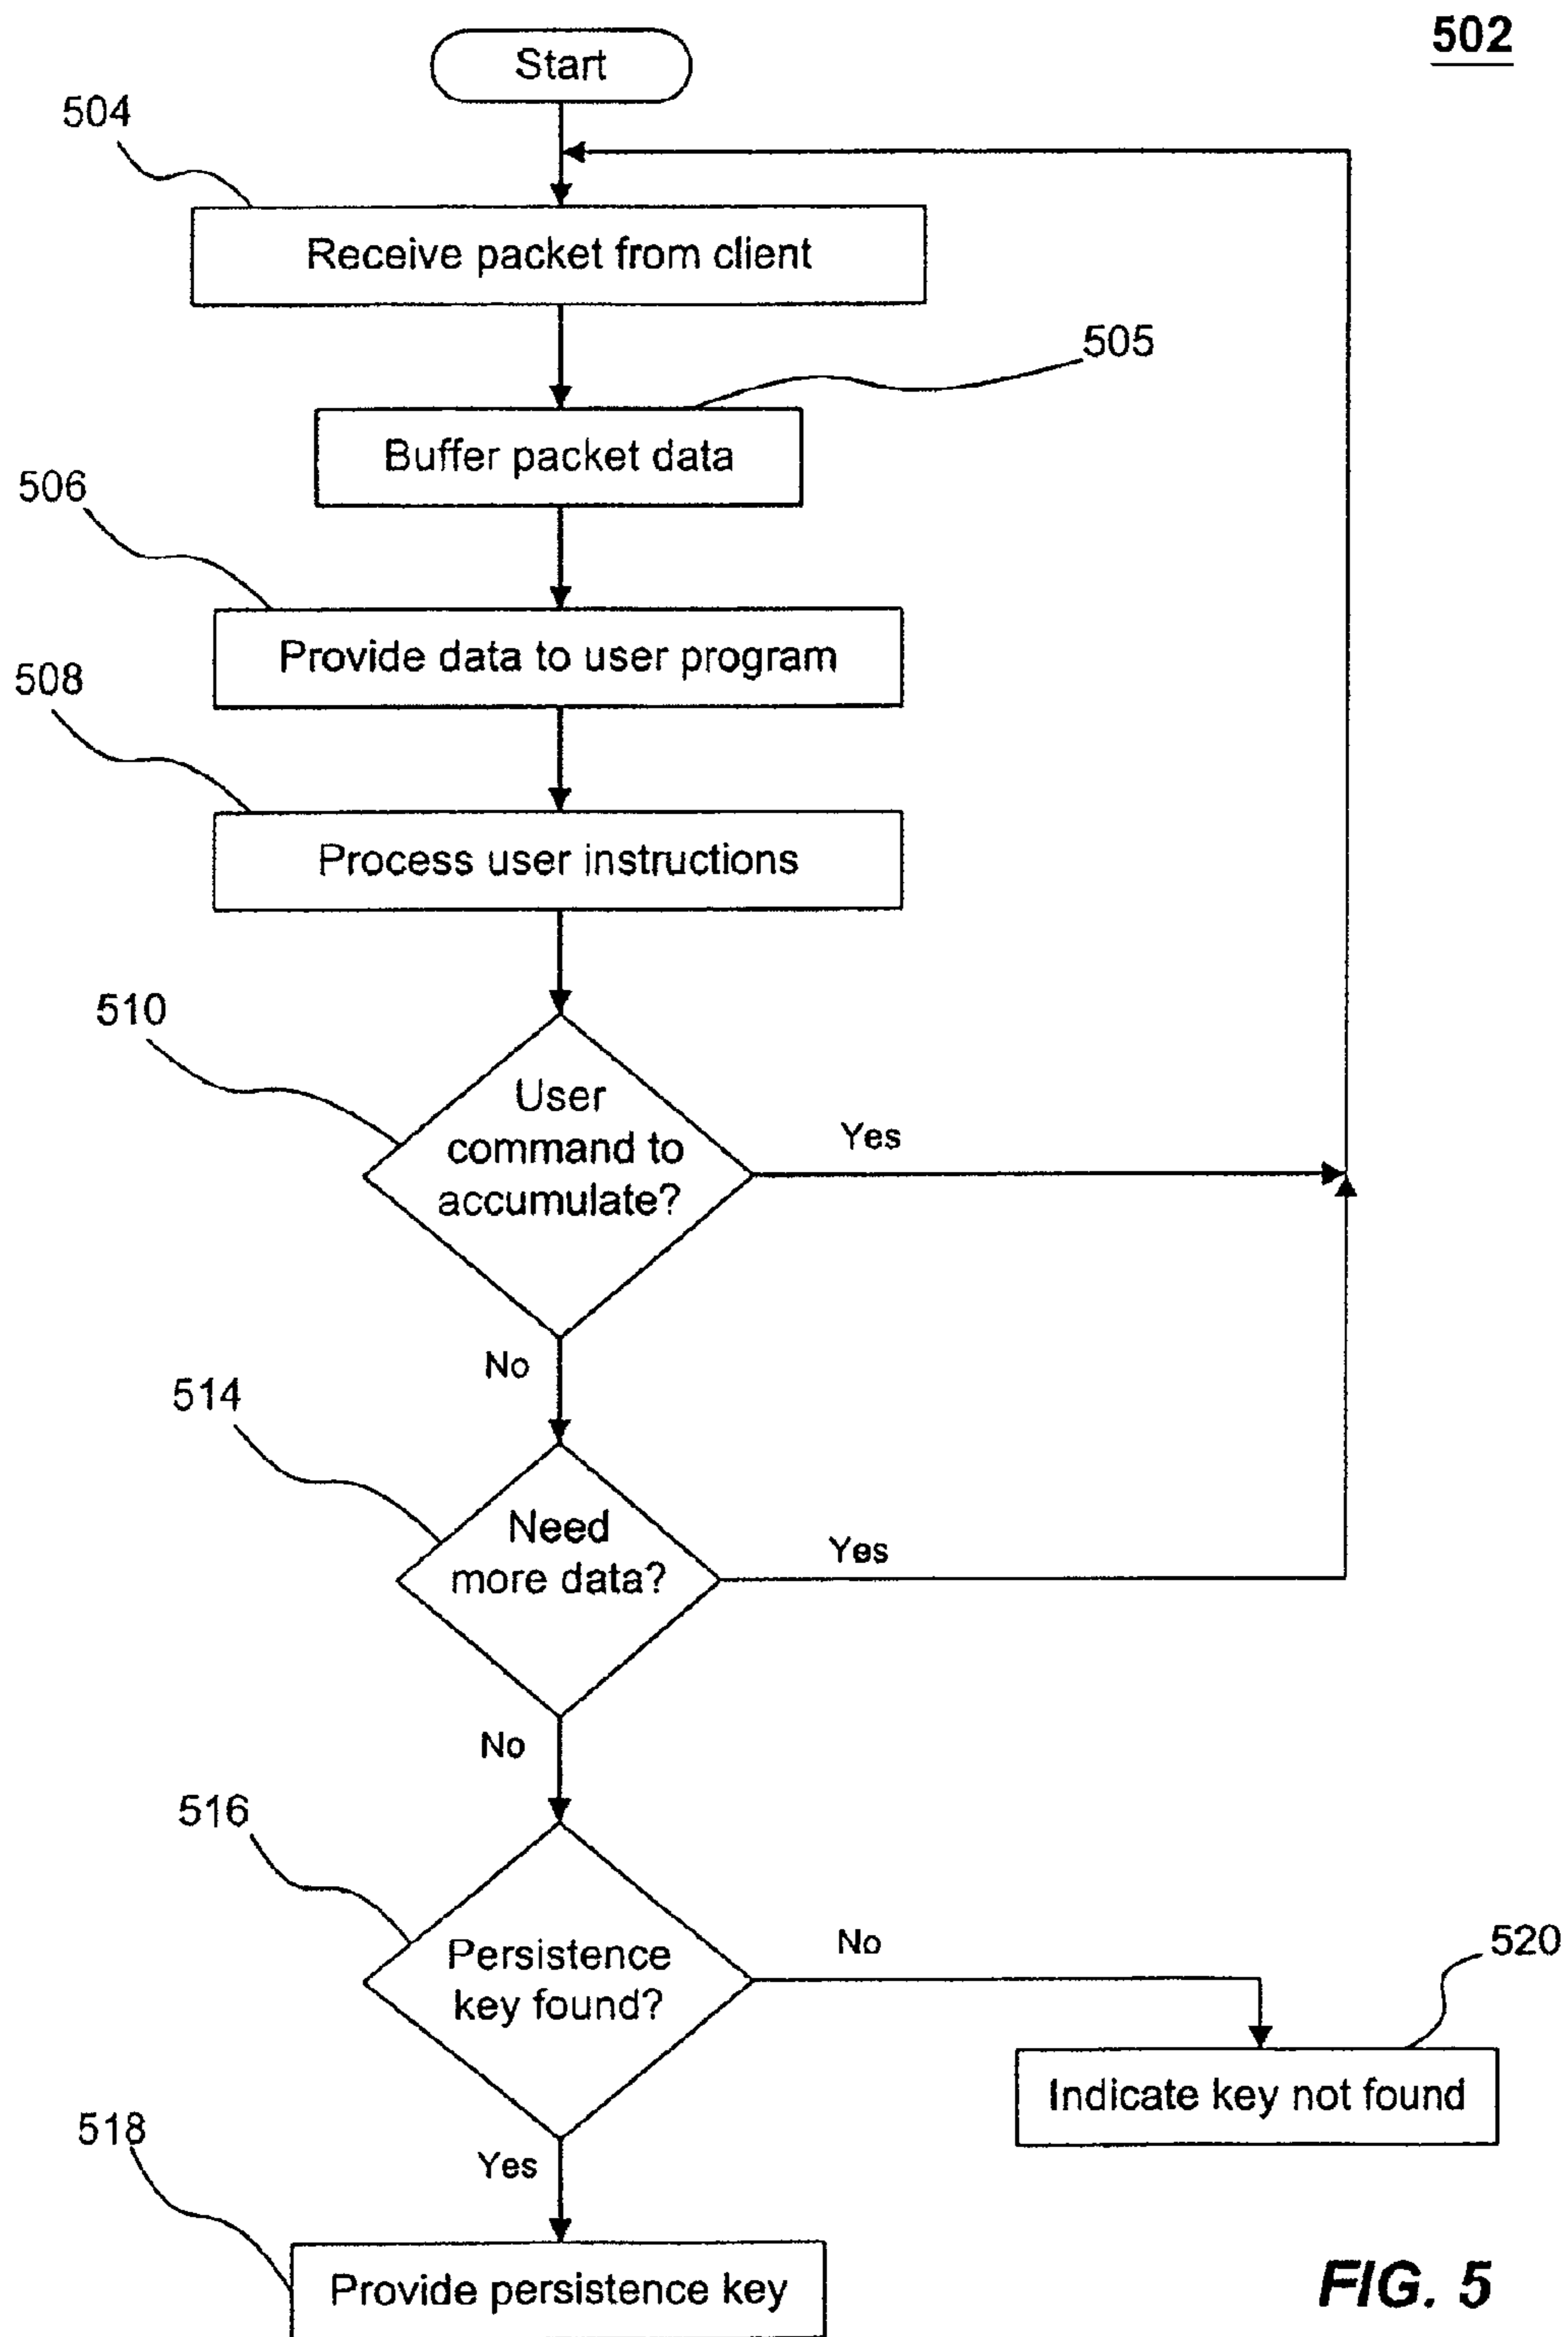 502
Start
504
Receive packet from client
505
Buffer packet data
506
Provide data to user program
508
Process user instructions
510
User
command to
accumulate?
Yes
No
514
Need
more data?
Yes
No
516
Persistence
key found?
No
520
Indicate key not found
Yes
518
Provide persistence key
FIG. 5